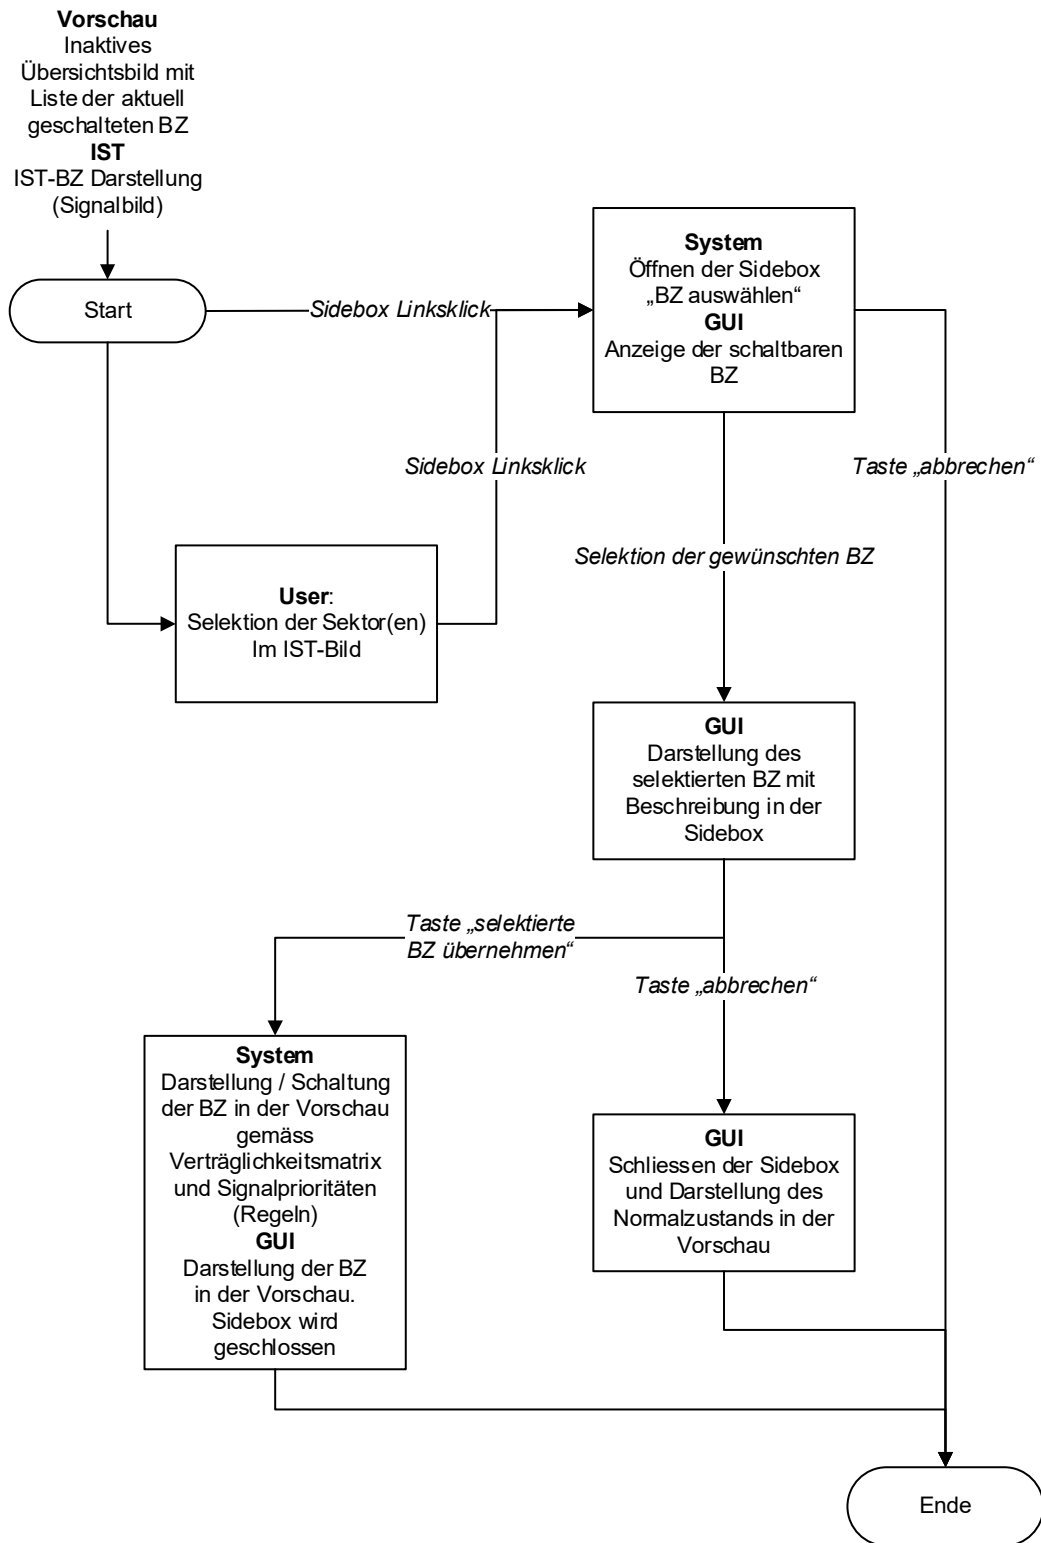 Vorschau
Inaktives
Übersichtsbild mit
Liste der aktuell
geschalteten BZ
IST
IST-BZ Darstellung
(Signalbild)
Start
Sidebox Linksklick
System
Öffnen der Sidebox
„BZ auswählen“
GUI
Anzeige der schaltbaren
BZ
Sidebox Linksklick
Taste „abbrechen“
Selektion der gewünschten BZ
User:
Selektion der Sektor(en)
Im IST-Bild
GUI
Darstellung des
selektierten BZ mit
Beschreibung in der
Sidebox
Taste „selektierte
BZ übernehmen“
Taste „abbrechen“
System
Darstellung / Schaltung
der BZ in der Vorschau
gemäss
Verträglichkeitsmatrix
und Signalprioritäten
(Regeln)
GUI
Darstellung der BZ
in der Vorschau.
Sidebox wird
geschlossen
GUI
Schliessen der Sidebox
und Darstellung des
Normalzustands in der
Vorschau
Ende